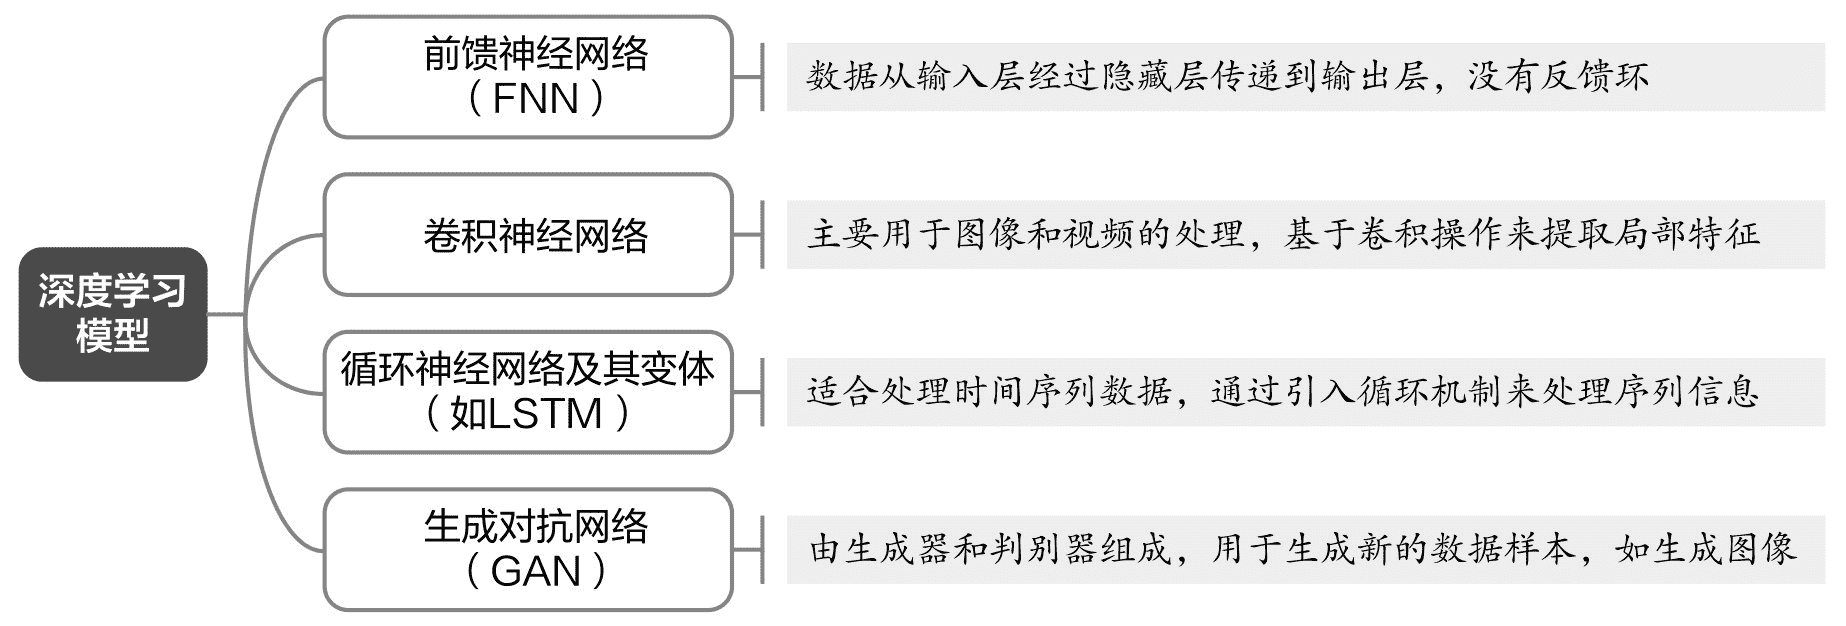 深度学习
模型
前馈神经网络
（FNN）
数据从输入层经过隐藏层传递到输出层，没有反馈环
卷积神经网络
主要用于图像和视频的处理，基于卷积操作来提取局部特征
循环神经网络及其变体
（如LSTM）
适合处理时间序列数据，通过引入循环机制来处理序列信息
生成对抗网络
（GAN）
由生成器和判别器组成，用于生成新的数据样本，如生成图像